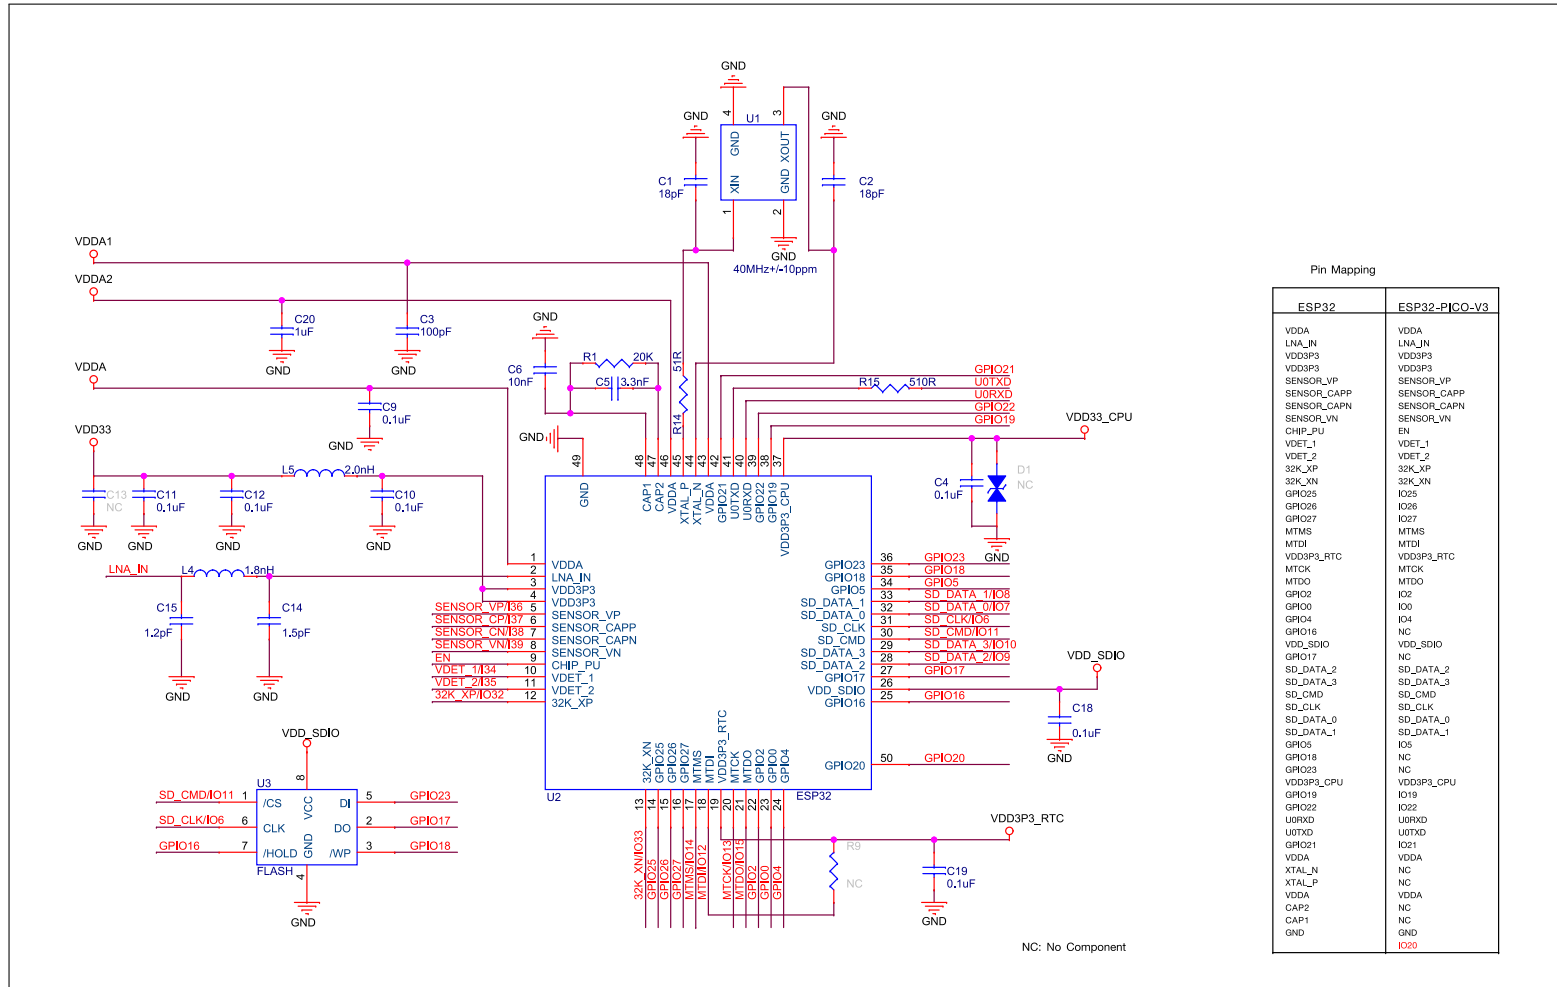 GND
4
3
U1
GND
XOUT
XIN
GND
1
2
GND
40MHz+/-10ppm
GND
C1
18pF
GND
C2
18pF
VDDA1
VDDA2
C20
1uF
GND
C3
100pF
GND
VDDA
C9
0.1uF
GND
VDD33
L5
2.0nH
C13
NC
GND
C11
0.1uF
GND
C12
0.1uF
GND
C10
0.1uF
GND
LNA_IN
L4
1.8nH
C15
1.2pF
GND
C14
1.5pF
GND
GND
C6
10nF
R1
20K
C5
3.3nF
51R
R14
GND
R15
510R
GPIO21
U0TXD
U0RXD
GPIO22
GPIO19
VDD33_CPU
C4
0.1uF
D1
NC
GND
49
48
47
46
45
44
43
42
41
40
39
38
37
GND
CAP1
CAP2
VDDA
XTAL_P
XTAL_N
VDDA
GPIO21
U0TXD
U0RXD
GPIO22
GPIO19
VDD3P3_CPU
1 VDDA
2 LNA_IN
3 VDD3P3
4 VDD3P3
SENSOR_VP/I36 5 SENSOR_VP
SENSOR_CP/I37 6 SENSOR_CAPP
SENSOR_CN/I38 7 SENSOR_CAPN
SENSOR_VN/I39 8 SENSOR_VN
EN 9 CHIP_PU
VDET_1/I34 10 VDET_1
VDET_2/I35 11 VDET_2
32K_XP/IO32 12 32K_XP
GPIO23 36 GPIO23
GPIO18 35 GPIO18
GPIO5 34 GPIO5
SD_DATA_1 33 SD_DATA_1/IO8
SD_DATA_0 32 SD_DATA_0/IO7
SD_CLK 31 SD_CLK/IO6
SD_CMD 30 SD_CMD/IO11
SD_DATA_3 29 SD_DATA_3/IO10
SD_DATA_2 28 SD_DATA_2/IO9
GPIO17 27 GPIO17
VDD_SDIO 26
GPIO16 25 GPIO16
GPIO20 50 GPIO20
VDD_SDIO
C18
0.1uF
GND
32K_XN
GPIO25
GPIO26
GPIO27
MTMS
MTDI
VDD3P3_RTC
MTCK
MTDO
GPIO2
GPIO0
GPIO4
U2
ESP32
13
14
15
16
17
18
19
20
21
22
23
24
32K_XN/IO33
GPIO25
GPIO26
GPIO27
MTMS/IO14
MTDI/IO12
MTCK/IO13
MTDO/IO15
GPIO2
GPIO0
GPIO4
R9
NC
VDD3P3_RTC
C19
0.1uF
GND
VDD_SDIO
8
U3
SD_CMD/IO11 1 /CS
VCC
DI 5 GPIO23
SD_CLK/IO6 6 CLK
DO 2 GPIO17
GPIO16 7 /HOLD
GND
/WP 3 GPIO18
FLASH
4
GND
NC: No Component
Pin Mapping
ESP32 ESP32-PICO-V3
VDDA VDDA
LNA_IN LNA_IN
VDD3P3 VDD3P3
VDD3P3 VDD3P3
SENSOR_VP SENSOR_VP
SENSOR_CAPP SENSOR_CAPP
SENSOR_CAPN SENSOR_CAPN
SENSOR_VN SENSOR_VN
CHIP_PU EN
VDET_1 VDET_1
VDET_2 VDET_2
32K_XP 32K_XP
32K_XN 32K_XN
GPIO25 IO25
GPIO26 IO26
GPIO27 IO27
MTMS MTMS
MTDI MTDI
VDD3P3_RTC VDD3P3_RTC
MTCK MTCK
MTDO MTDO
GPIO2 IO2
GPIO0 IO0
GPIO4 IO4
GPIO16 NC
VDD_SDIO VDD_SDIO
GPIO17 NC
SD_DATA_2 SD_DATA_2
SD_DATA_3 SD_DATA_3
SD_CMD SD_CMD
SD_CLK SD_CLK
SD_DATA_0 SD_DATA_0
SD_DATA_1 SD_DATA_1
GPIO5 IO5
GPIO18 NC
GPIO23 NC
VDD3P3_CPU VDD3P3_CPU
GPIO19 IO19
GPIO22 IO22
U0RXD U0RXD
U0TXD U0TXD
GPIO21 IO21
VDDA VDDA
XTAL_N NC
XTAL_P NC
VDDA VDDA
CAP2 NC
CAP1 NC
GND GND
IO20